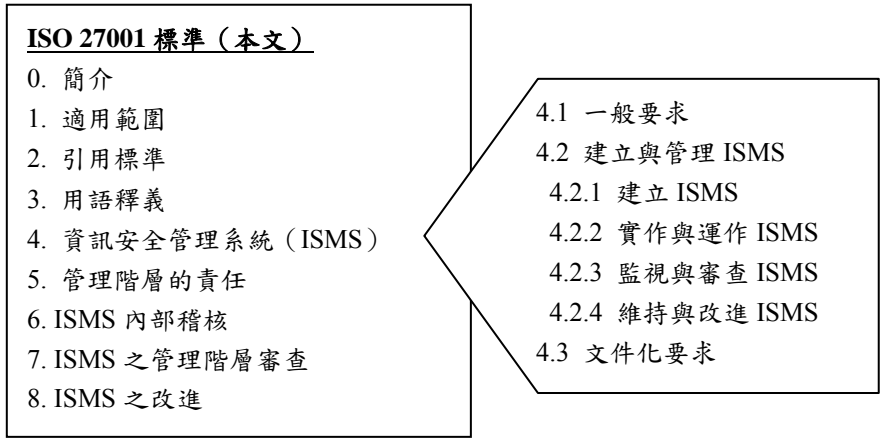 ISO 27001 標準（本文）
0. 簡介
1. 適用範圍
2. 引用標準
3. 用語釋義
4. 資訊安全管理系統（ISMS）
5. 管理階層的責任
6. ISMS 內部稽核
7. ISMS 之管理階層審查
8. ISMS 之改進
4.1 一般要求
4.2 建立與管理 ISMS
4.2.1 建立 ISMS
4.2.2 實作與運作 ISMS
4.2.3 監視與審查 ISMS
4.2.4 維持與改進 ISMS
4.3 文件化要求